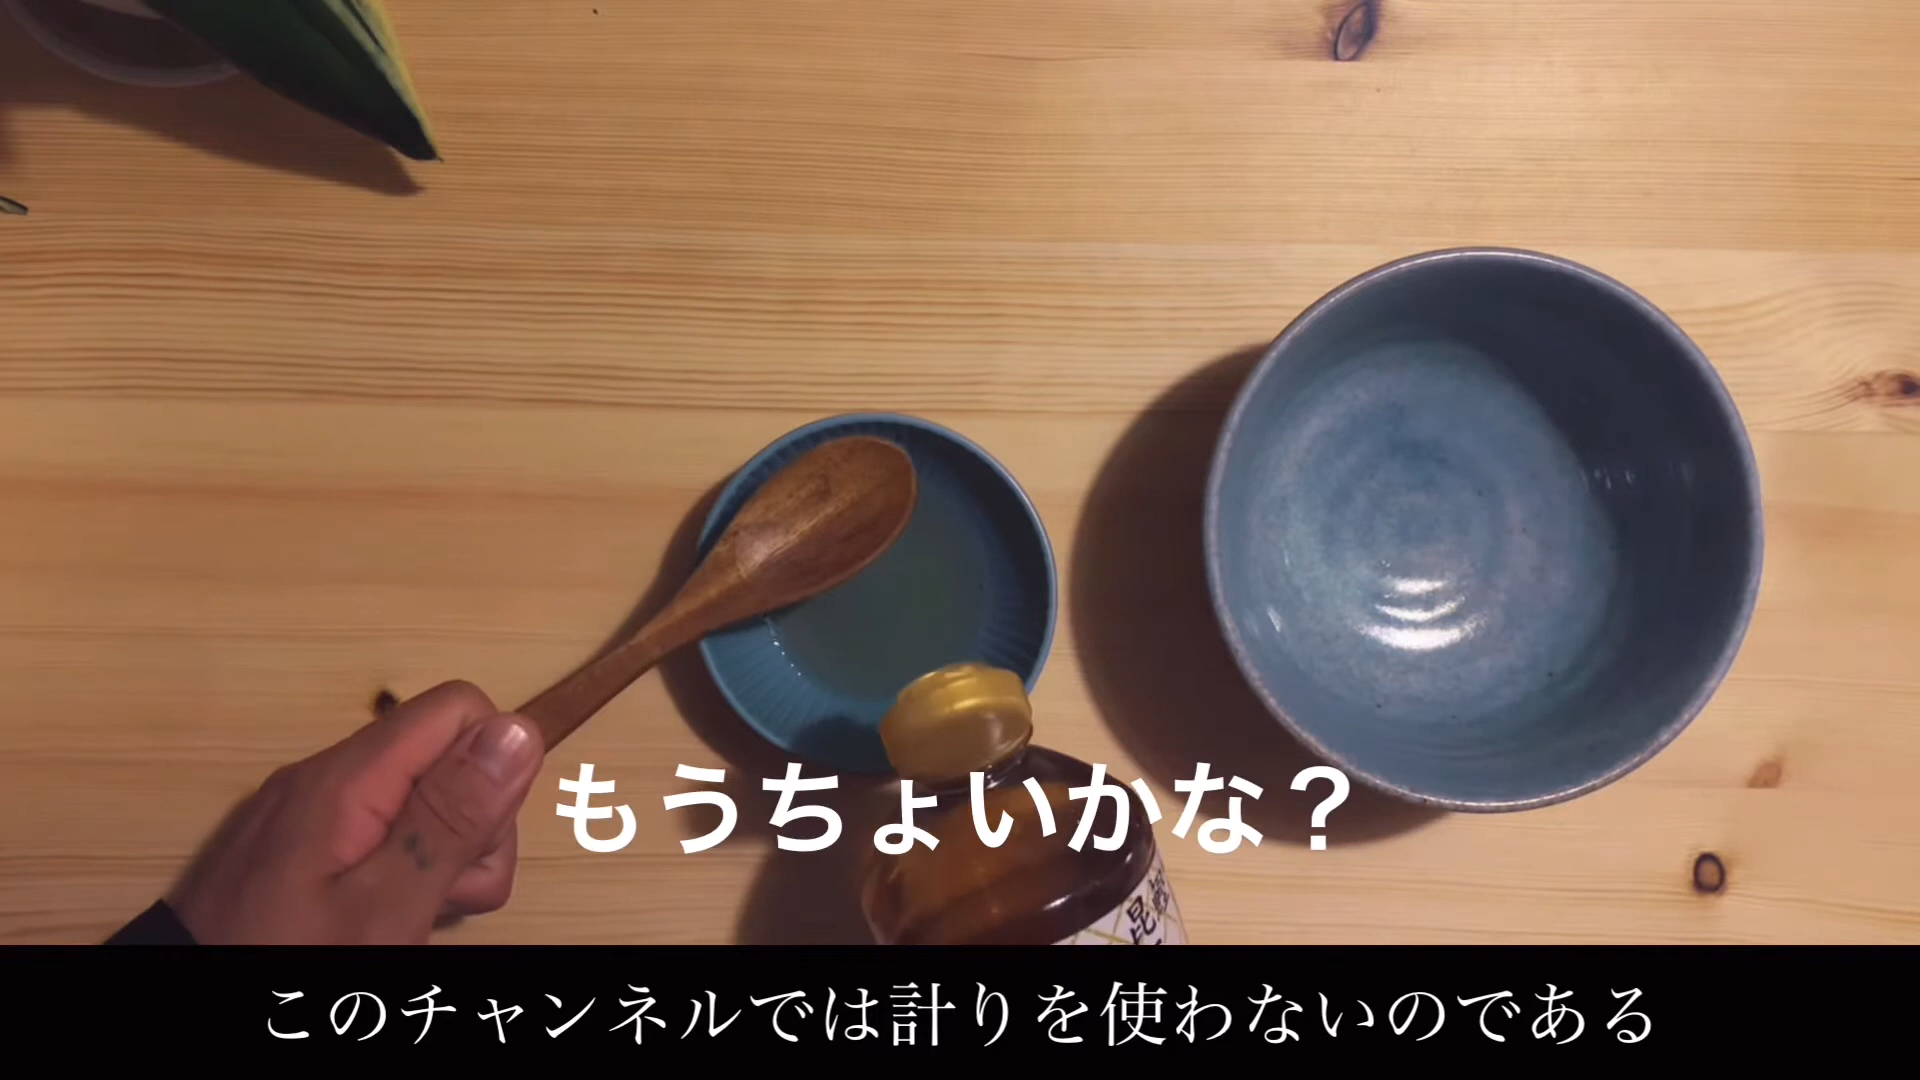 もうちょいかな？
昆
このチャンネルでは計りを使わないのである